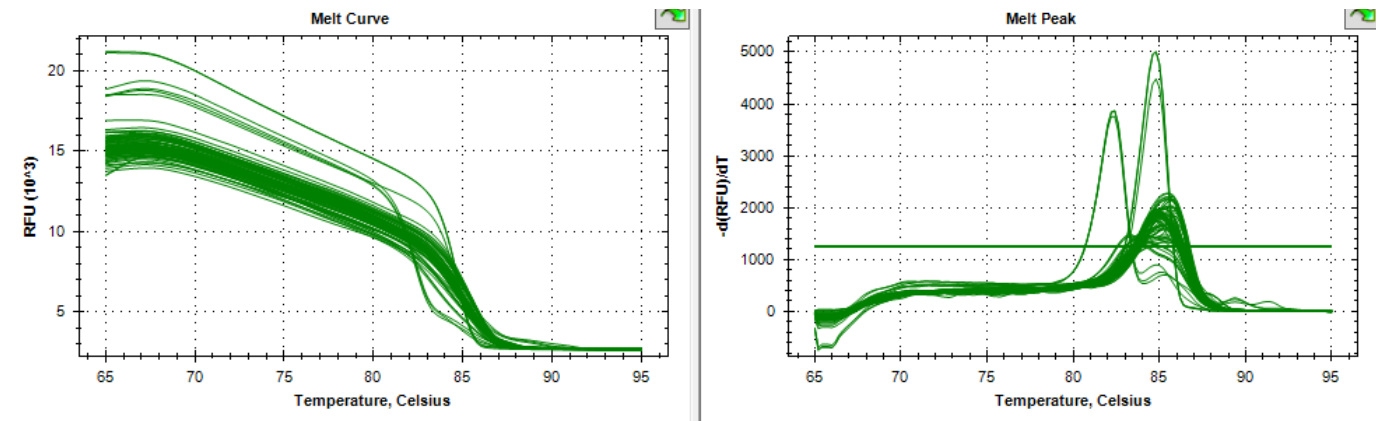 Melt Curve
RFU (10^3)
20
15
10
5
65 70 75 80 85 90 95
Temperature, Celsius
Melt Peak
-d(RFU)/dT
5000
4000
3000
2000
1000
0
65 70 75 80 85 90 95
Temperature, Celsius